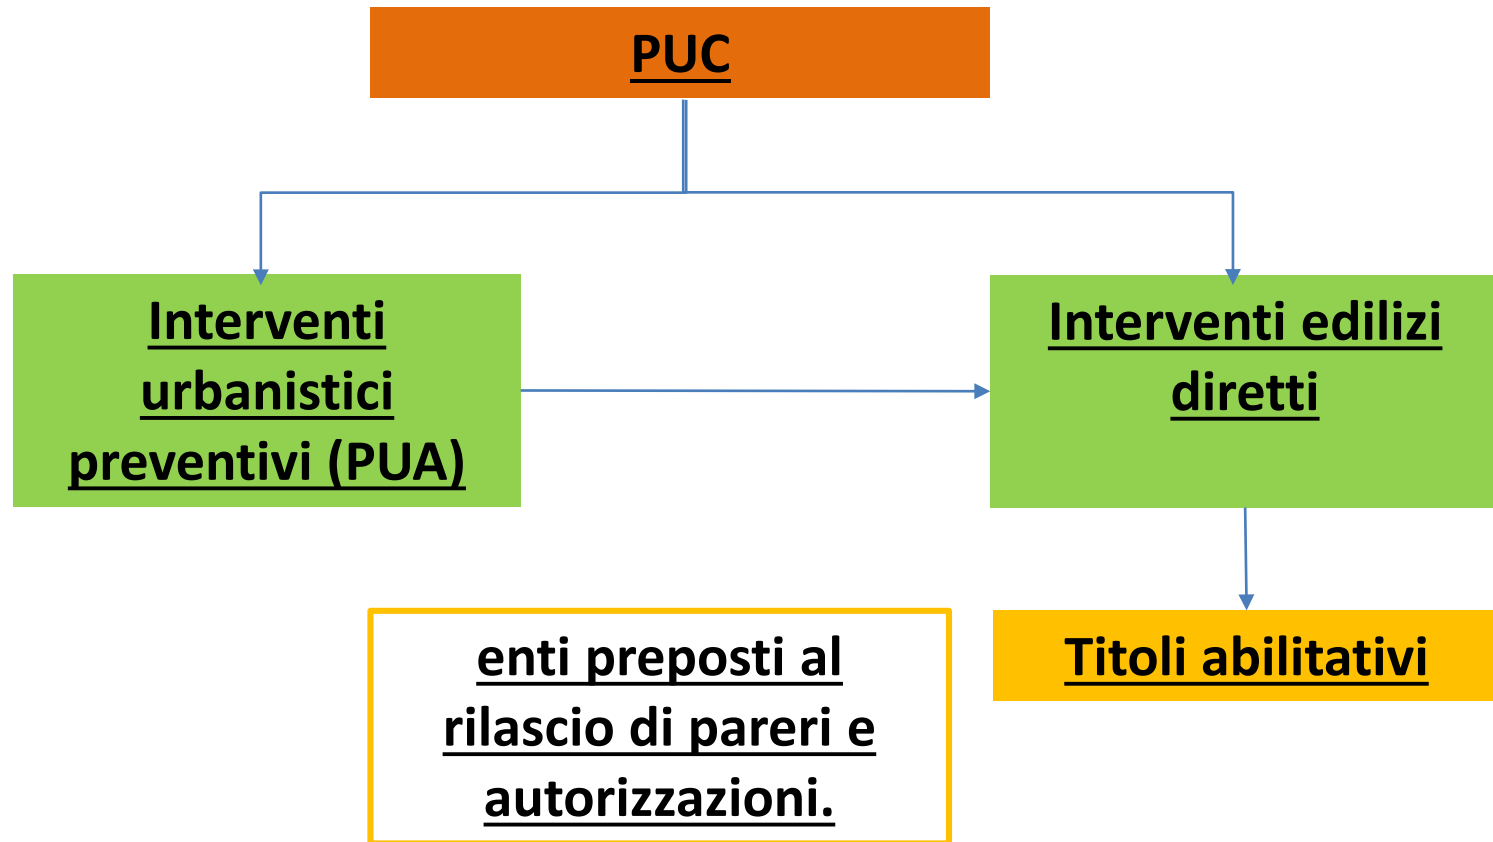 PUC
Interventi
urbanistici
preventivi (PUA)
Interventi edilizi
diretti
enti preposti al
rilascio di pareri e
autorizzazioni.
Titoli abilitativi